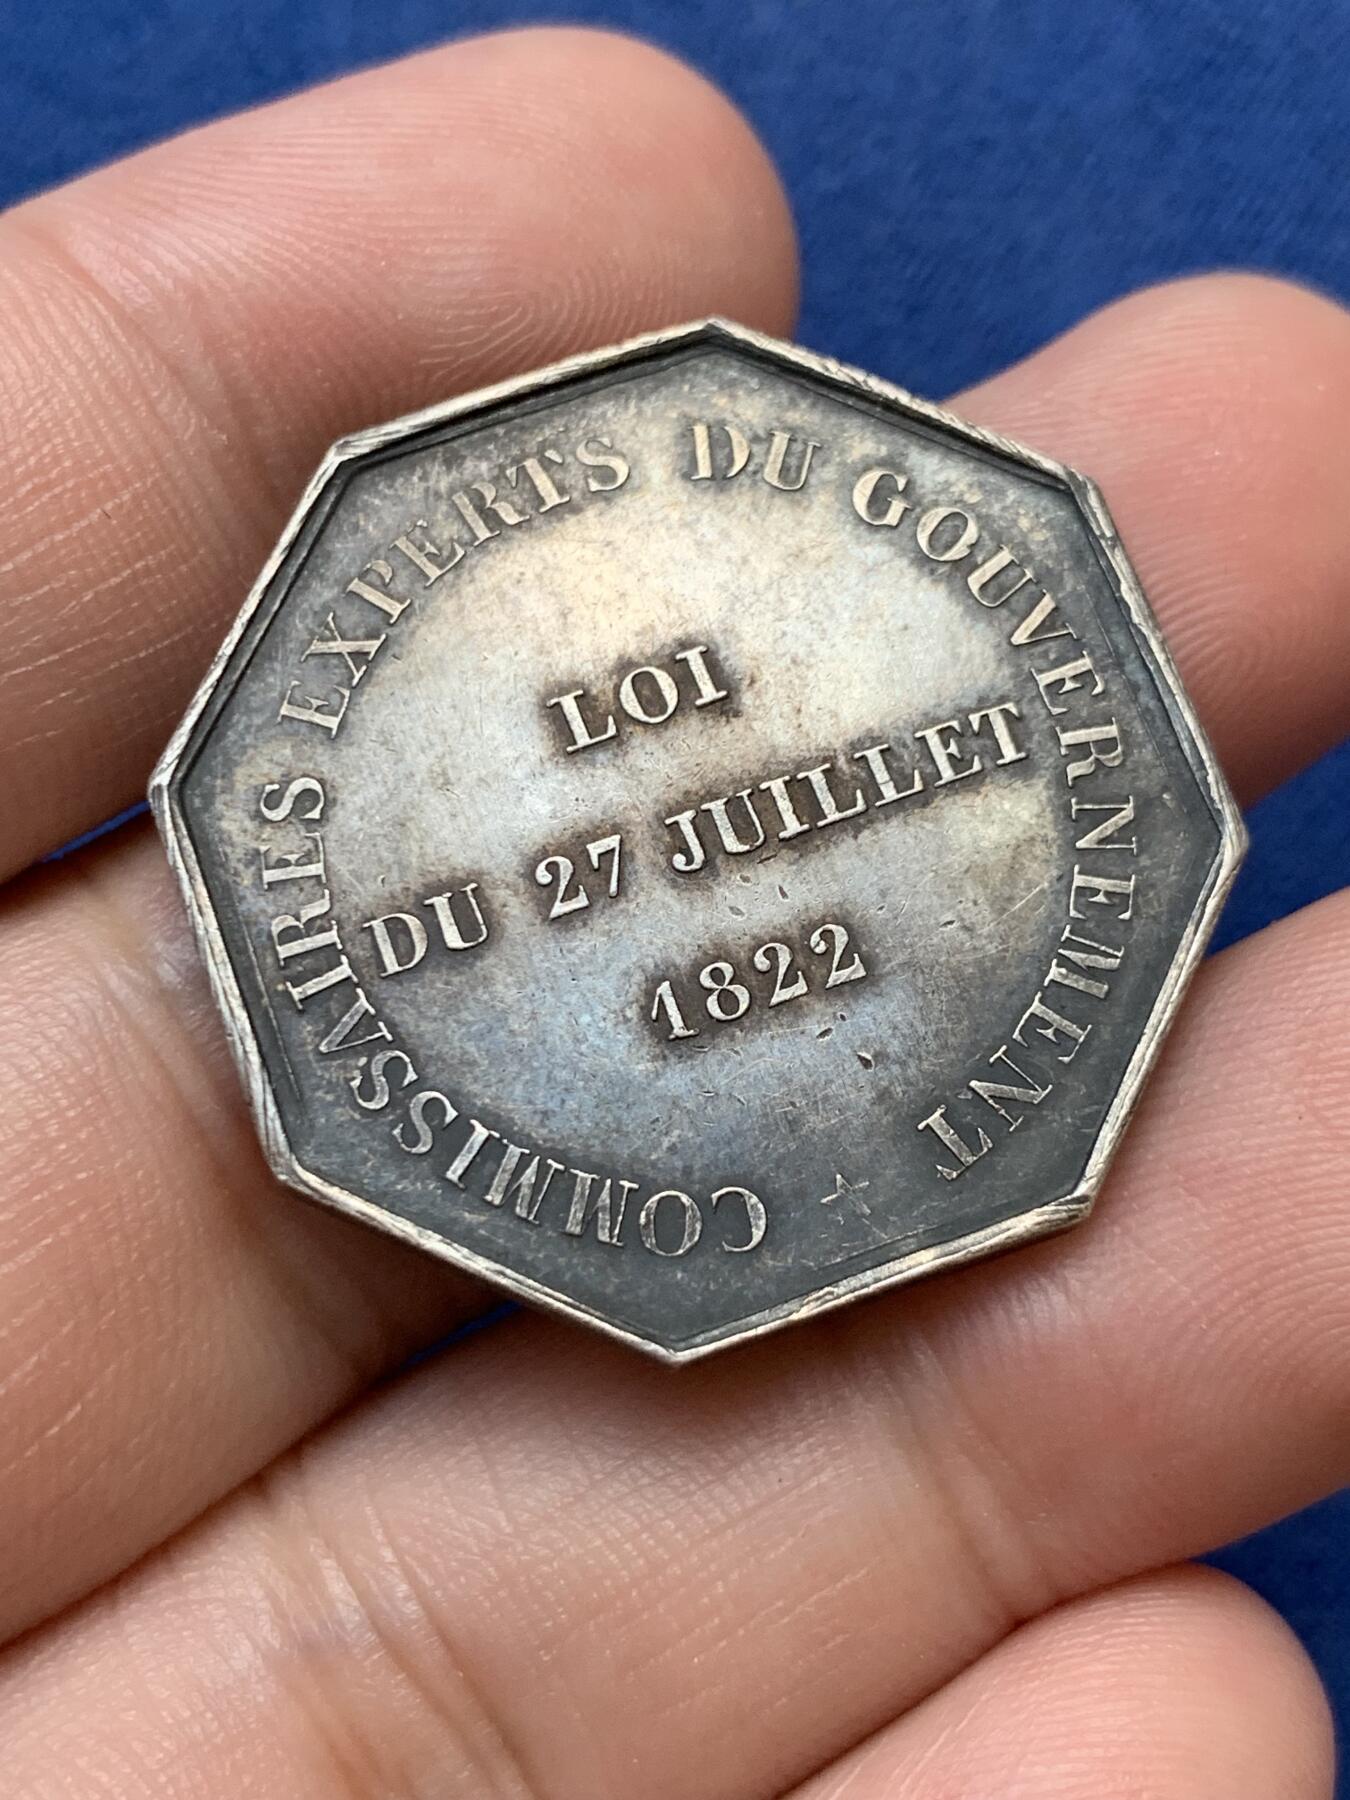 COMMISSAIRES EXPERTS DU GOUVERNEMENT
LOI
DU 27 JUILLET
1822